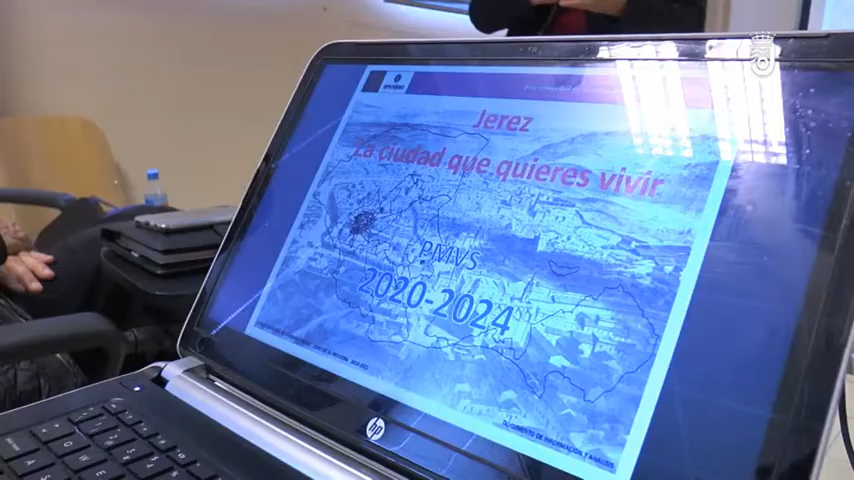 Jerez
La ciudad que quieres vivir
PMVS
2020-2024
DOCUMENTO DE INFORMACIÓN Y ANÁLISIS
hp